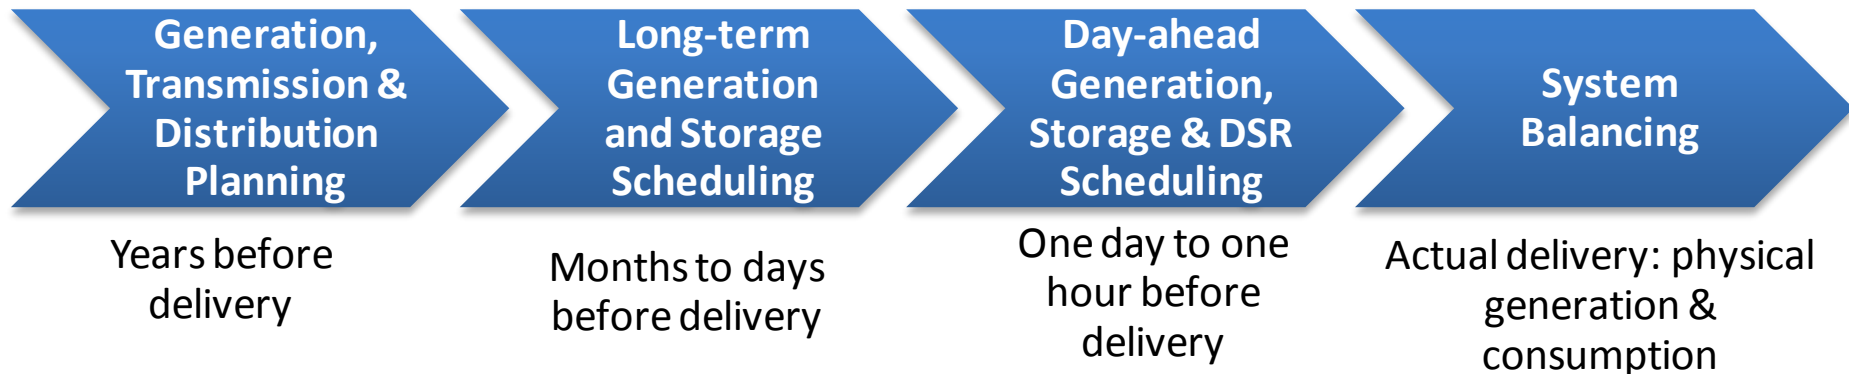 Generation,
Transmission &
Distribution
Planning
Long-term
Generation
and Storage
Scheduling
Day-ahead
Generation,
Storage & DSR
Scheduling
System
Balancing
Years before
delivery
Months to days
before delivery
One day to one
hour before
delivery
Actual delivery: physical
generation &
consumption